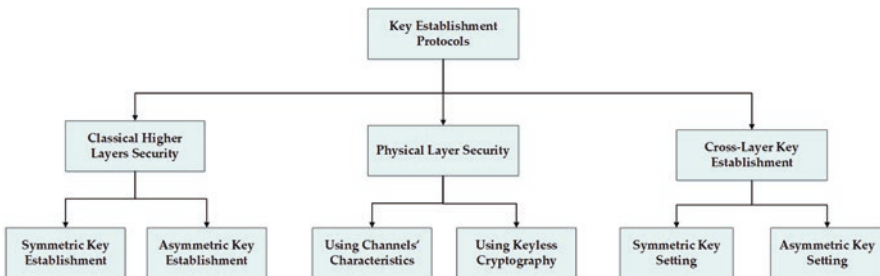 Key Establishment
Protocols
Classical Higher
Layers Security
Physical Layer Security
Cross-Layer Key
Establishment
Symmetric Key
Establishment
Asymmetric Key
Establishment
Using Channels'
Characteristics
Using Keyless
Cryptography
Symmetric Key
Setting
Asymmetric Key
Setting